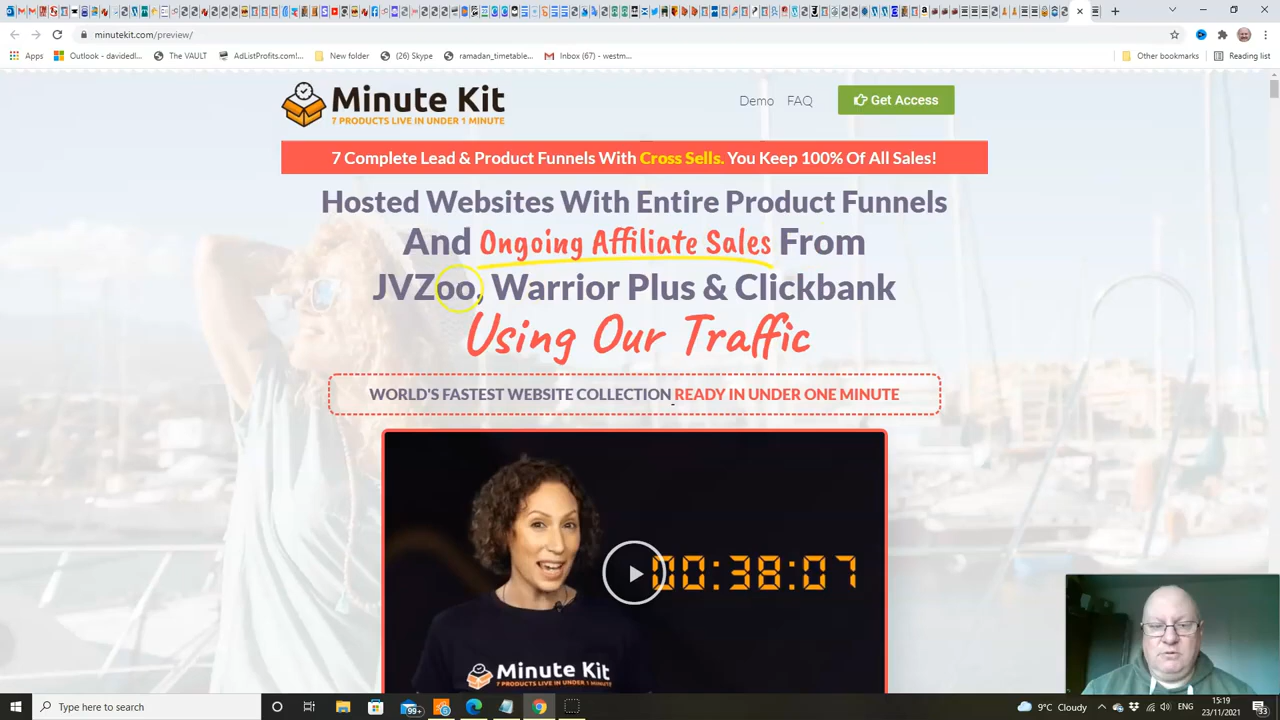 minutekit.com/preview/
Apps
Outlook - davidedl...
The VAULT
AdListProfits.com!...
New folder
(26) Skype
ramadan_timetable...
Inbox (67) - westm...
Other bookmarks
Reading list
Minute Kit
7 PRODUCTS LIVE IN UNDER 1 MINUTE
Demo
FAQ
Get Access
7 Complete Lead & Product Funnels With Cross Sells. You Keep 100% Of All Sales!
Hosted Websites With Entire Product Funnels
And Ongoing Affiliate Sales From
JVZoo, Warrior Plus & Clickbank
Using Our Traffic
WORLD'S FASTEST WEBSITE COLLECTION READY IN UNDER ONE MINUTE
00:38:07
Minute Kit
7 PRODUCTS LIVE IN UNDER 1 MINUTE
Type here to search
99+
9°C Cloudy
ENG
15:19
23/11/2021